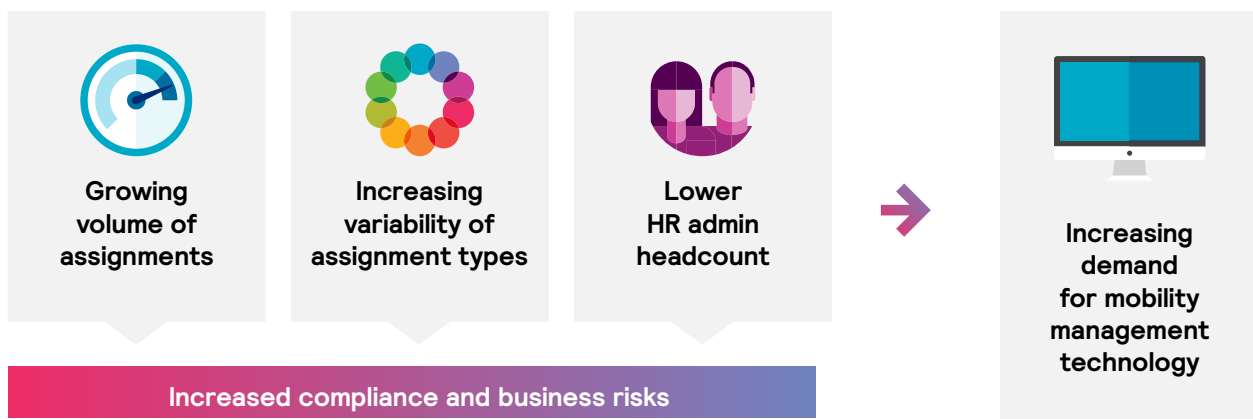 Growing
volume of
assignments
Increasing
variability of
assignment types
Lower
HR admin
headcount
Increased compliance and business risks
Increasing
demand
for mobility
management
technology